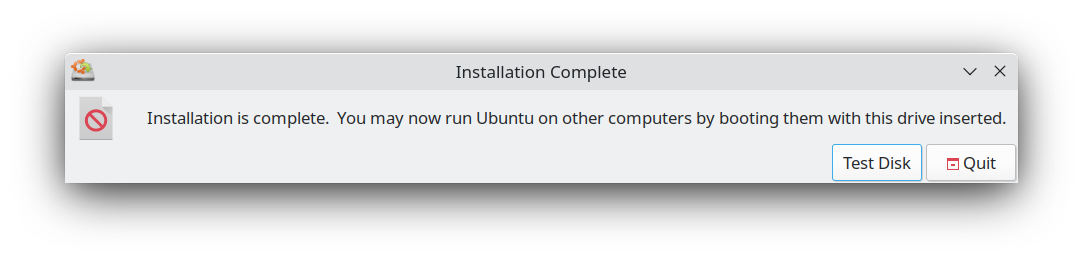 Installation Complete
Installation is complete.  You may now run Ubuntu on other computers by booting them with this drive inserted.
Test Disk
Quit